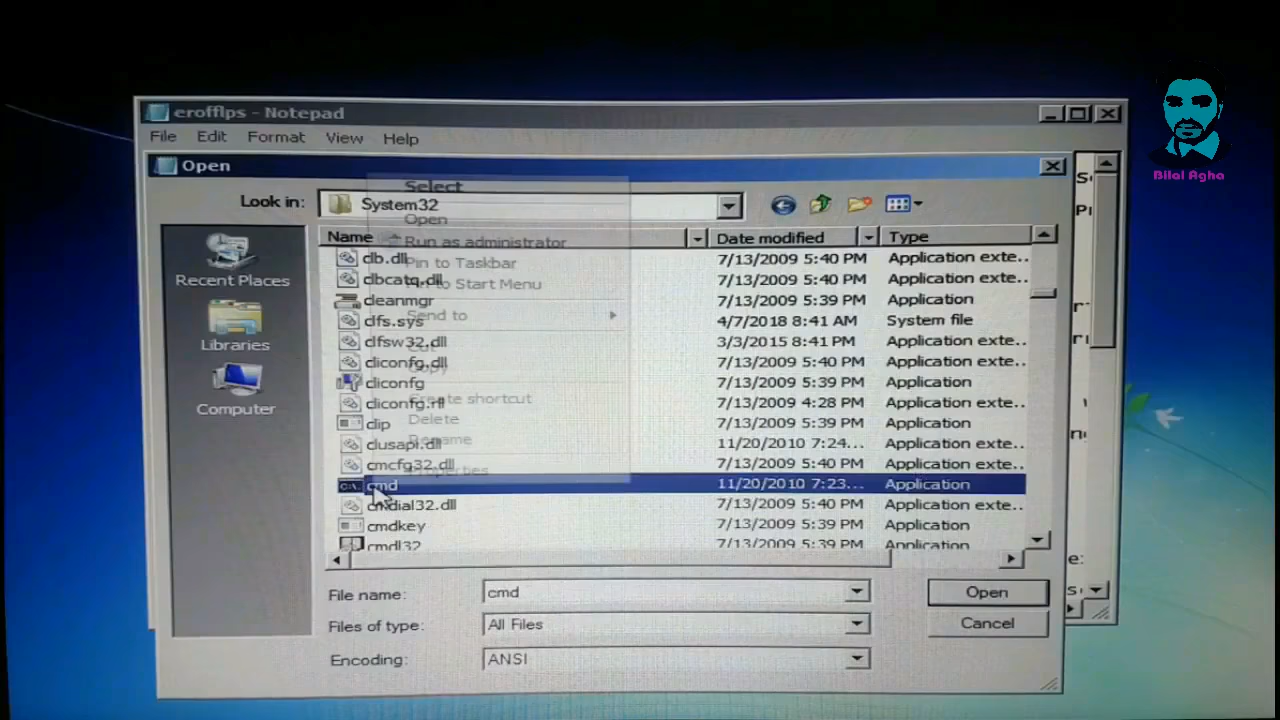 erofflps - Notepad
File Edit Format View Help
Open
Look in: System32
Select
Open
Run as administrator
Pin to Taskbar
to Start Menu
Send to
Create shortcut
Delete
Rename
Properties
Recent Places
Libraries
Computer
Name Date modified Type
clb.dll 7/13/2009 5:40 PM Application exte..
clbcatq.dll 7/13/2009 5:40 PM Application exte..
cleanmgr 7/13/2009 5:39 PM Application
clfs.sys 4/7/2018 8:41 AM System file
clfsw32.dll 3/3/2015 8:41 PM Application exte..
cliconfg.dll 7/13/2009 5:40 PM Application exte..
cliconfg 7/13/2009 5:39 PM Application
cliconfg.rll 7/13/2009 4:28 PM Application exte..
clip 7/13/2009 5:39 PM Application
clusapi.dll 11/20/2010 7:24... Application exte..
cmcfg32.dll 7/13/2009 5:40 PM Application exte..
cmd 11/20/2010 7:23... Application
cmdial32.dll 7/13/2009 5:40 PM Application exte..
cmdkey 7/13/2009 5:39 PM Application
cmdl32 7/13/2009 5:39 PM Application
File name: cmd
Open
Files of type: All Files
Cancel
Encoding: ANSI
Bilal Agha